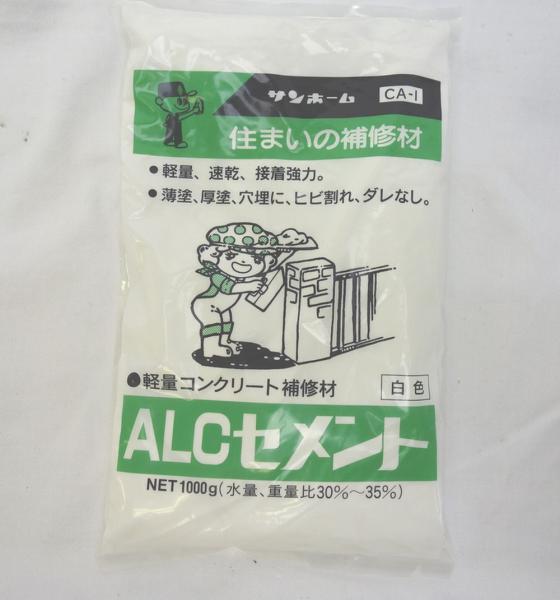 サンホーム CA-1
住まいの補修材
●軽量、速乾、接着強力。
●薄塗、厚塗、穴埋に、ヒビ割れ、ダレなし。
●軽量コンクリート補修材 白色
ALCセメント
NET1000g(水量、重量比30%〜35%)